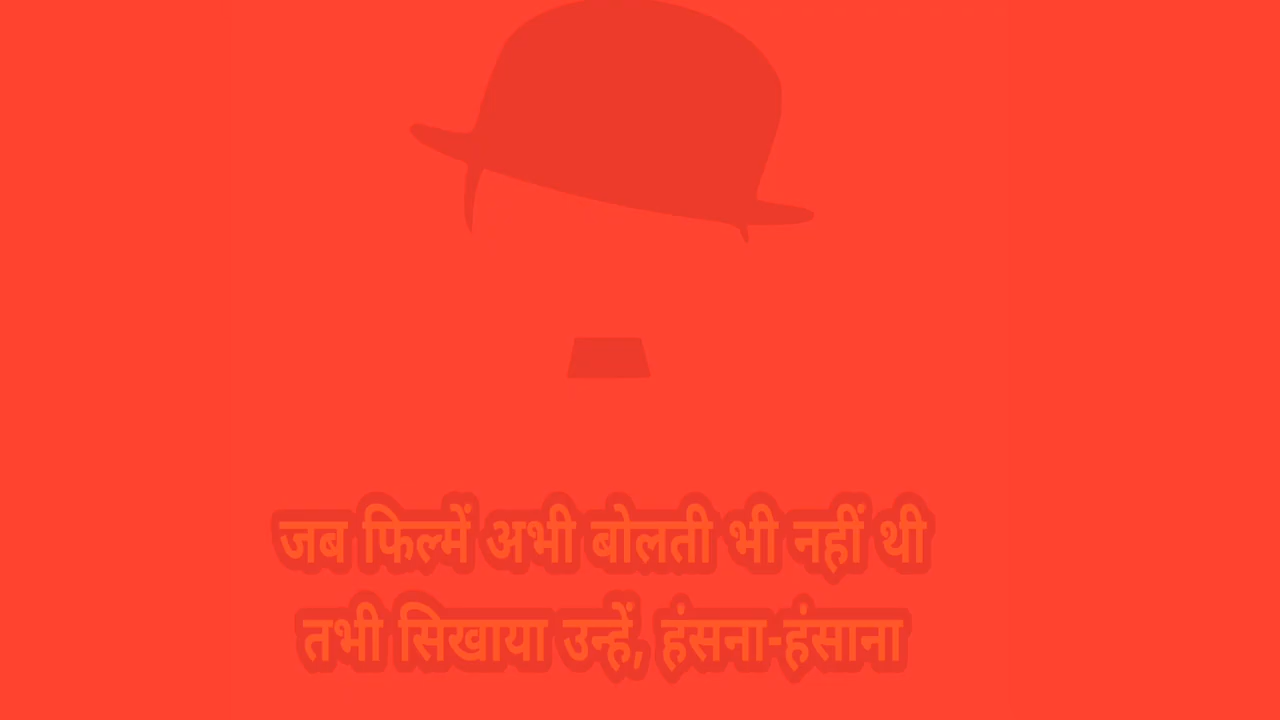 जब फिल्में अभी बोलती भी नहीं थी
तभी सिखाया उन्हें, हंसना-हंसाना